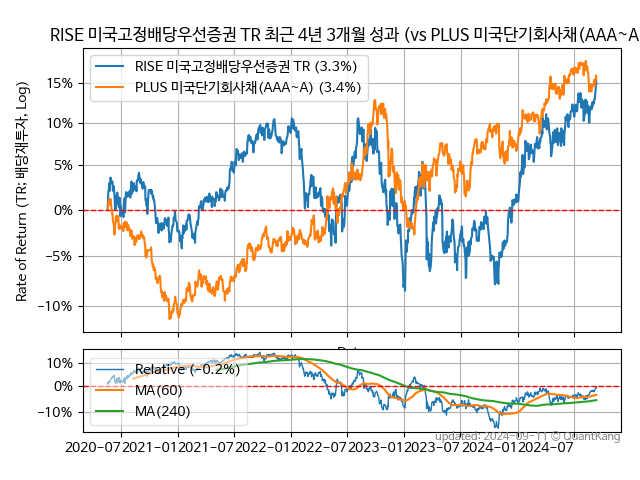 RISE 미국고정배당우선증권 TR 최근 4년 3개월 성과 (vs PLUS 미국단기회사채(AAA~A
Rate of Return (TR: 배당재투자, Log)
RISE 미국고정배당우선증권 TR (3.3%)
PLUS 미국단기회사채(AAA~A) (3.4%)
15%
10%
5%
0%
−5%
−10%
10%
0%
−10%
Relative (−0.2%)
MA(60)
MA(240)
2020-07 2021-01 2021-07 2022-01 2022-07 2023-01 2023-07 2024-01 2024-07
updated: 2024-09-11 © QuantKang